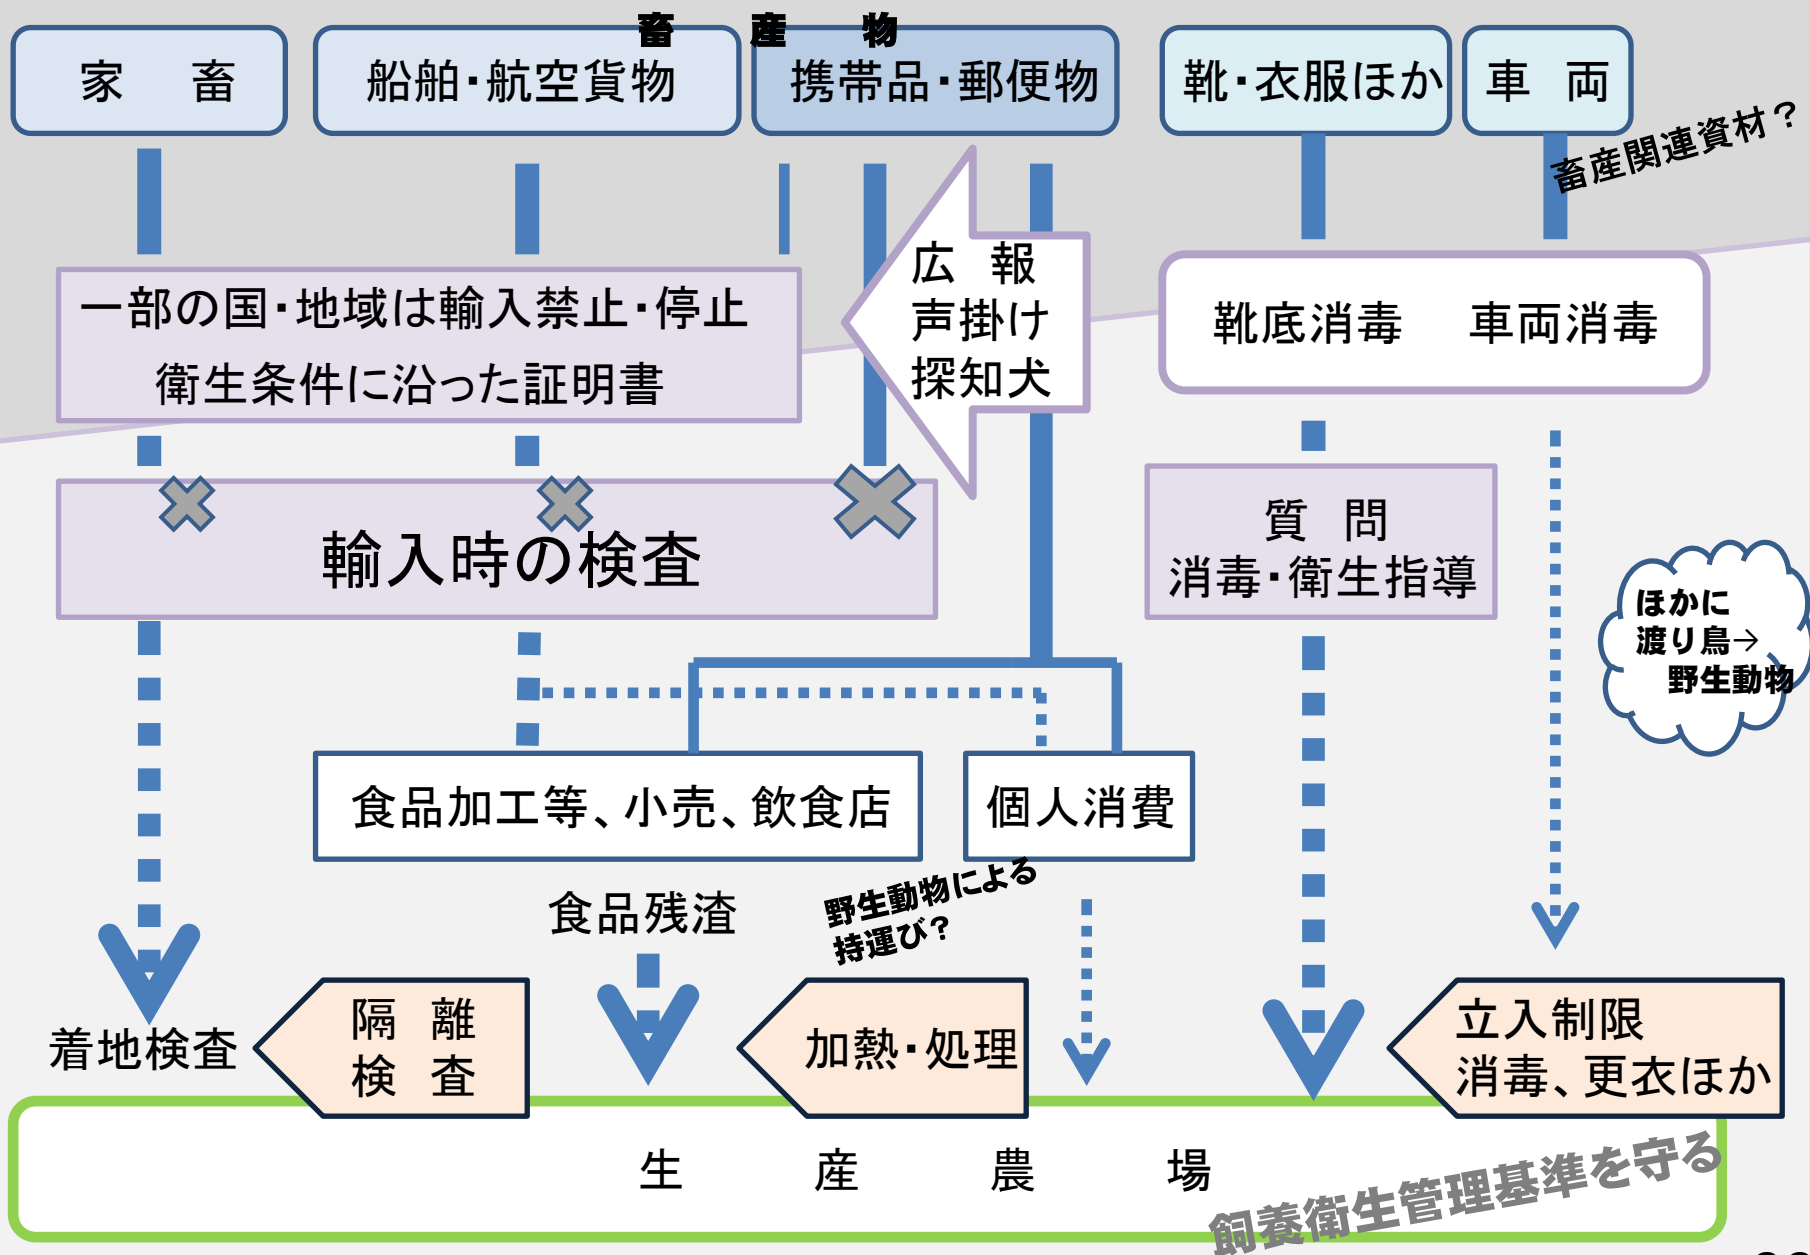 畜　産　物
家　畜
船舶・航空貨物
携帯品・郵便物
靴・衣服ほか
車　両
畜産関連資材？
一部の国・地域は輸入禁止・停止
衛生条件に沿った証明書
広　報
声掛け
探知犬
靴底消毒　車両消毒
輸入時の検査
質　問
消毒・衛生指導
ほかに
渡り鳥→
野生動物
食品加工等、小売、飲食店
個人消費
食品残渣
野生動物による
持運び？
着地検査
隔　離
検　査
加熱・処理
立入制限
消毒、更衣ほか
生　産　農　場
飼養衛生管理基準を守る